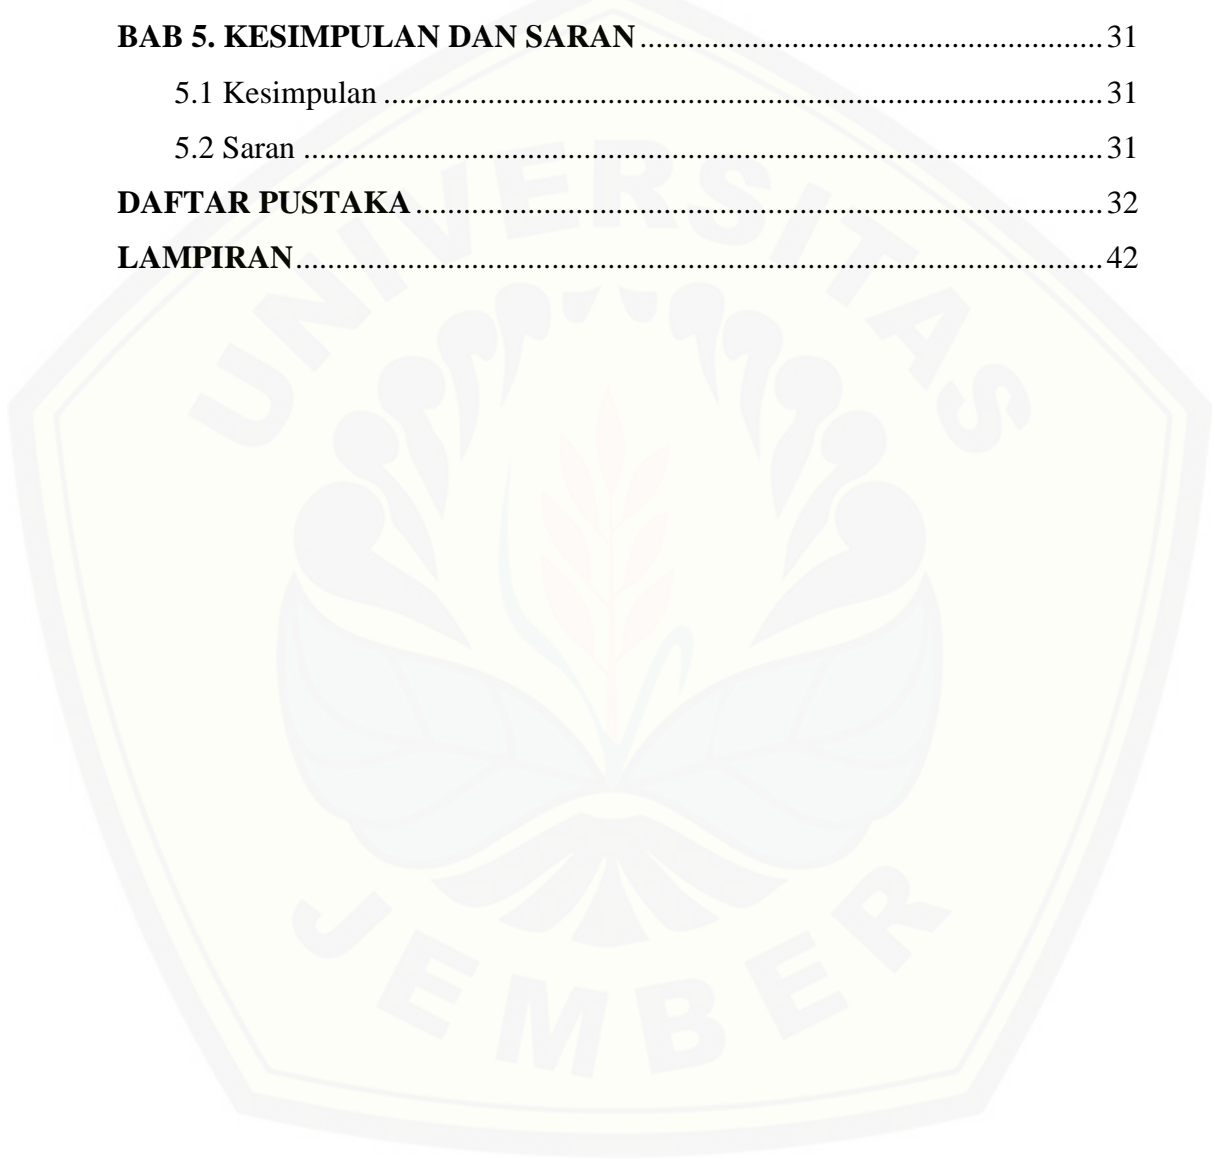 BAB 5. KESIMPULAN DAN SARAN ........................................................... 31
5.1 Kesimpulan ........................................................................................... 31
5.2 Saran ..................................................................................................... 31
DAFTAR PUSTAKA ....................................................................................... 32
LAMPIRAN ...................................................................................................... 42
UNIVERSITAS
JEMBER